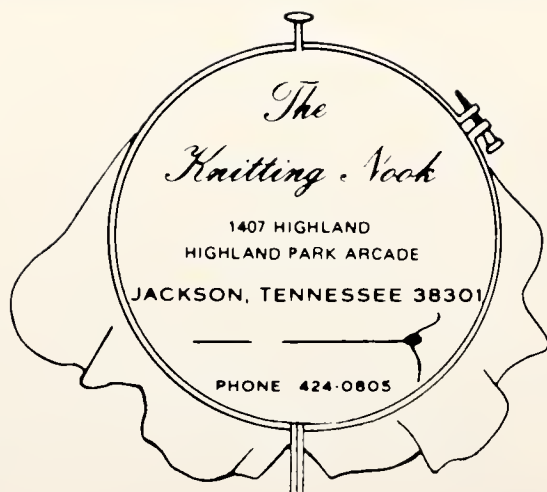 The
Knitting Nook
1407 HIGHLAND
HIGHLAND PARK ARCADE
JACKSON, TENNESSEE 38301
PHONE 424-0805